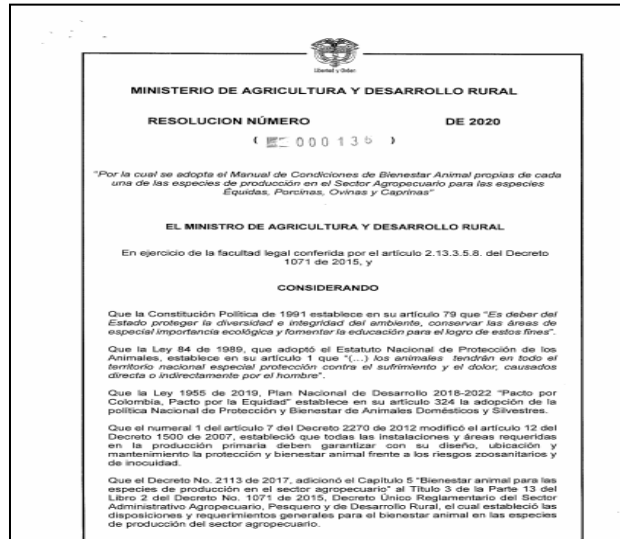 Libertad y Orden
MINISTERIO DE AGRICULTURA Y DESARROLLO RURAL
RESOLUCION NÚMERO DE 2020
( 000135 )
"Por la cual se adopta el Manual de Condiciones de Bienestar Animal propias de cada
una de las especies de producción en el Sector Agropecuario para las especies
Équidas, Porcinas, Ovinas y Caprinas"
EL MINISTRO DE AGRICULTURA Y DESARROLLO RURAL
En ejercicio de la facultad legal conferida por el artículo 2.13.3.5.8. del Decreto
1071 de 2015, y
CONSIDERANDO
Que la Constitución Política de 1991 establece en su artículo 79 que "Es deber del
Estado proteger la diversidad e integridad del ambiente, conservar las áreas de
especial importancia ecológica y fomentar la educación para el logro de estos fines".
Que la Ley 84 de 1989, que adoptó el Estatuto Nacional de Protección de los
Animales, establece en su artículo 1 que "(...) los animales tendrán en todo el
territorio nacional especial protección contra el sufrimiento y el dolor, causados
directa o indirectamente por el hombre".
Que la Ley 1955 de 2019, Plan Nacional de Desarrollo 2018-2022 "Pacto por
Colombia, Pacto por la Equidad" establece en su artículo 324 la adopción de la
política Nacional de Protección y Bienestar de Animales Domésticos y Silvestres.
Que el numeral 1 del artículo 7 del Decreto 2270 de 2012 modificó el artículo 12 del
Decreto 1500 de 2007, estableció que todas las instalaciones y áreas requeridas
en la producción primaria deben garantizar con su diseño, ubicación y
mantenimiento la protección y bienestar animal frente a los riesgos zoosanitarios y
de inocuidad.
Que el Decreto No. 2113 de 2017, adicionó el Capítulo 5 "Bienestar animal para las
especies de producción en el sector agropecuario" al Título 3 de la Parte 13 del
Libro 2 del Decreto No. 1071 de 2015, Decreto Único Reglamentario del Sector
Administrativo Agropecuario, Pesquero y de Desarrollo Rural, el cual estableció las
disposiciones y requerimientos generales para el bienestar animal en las especies
de producción del sector agropecuario.